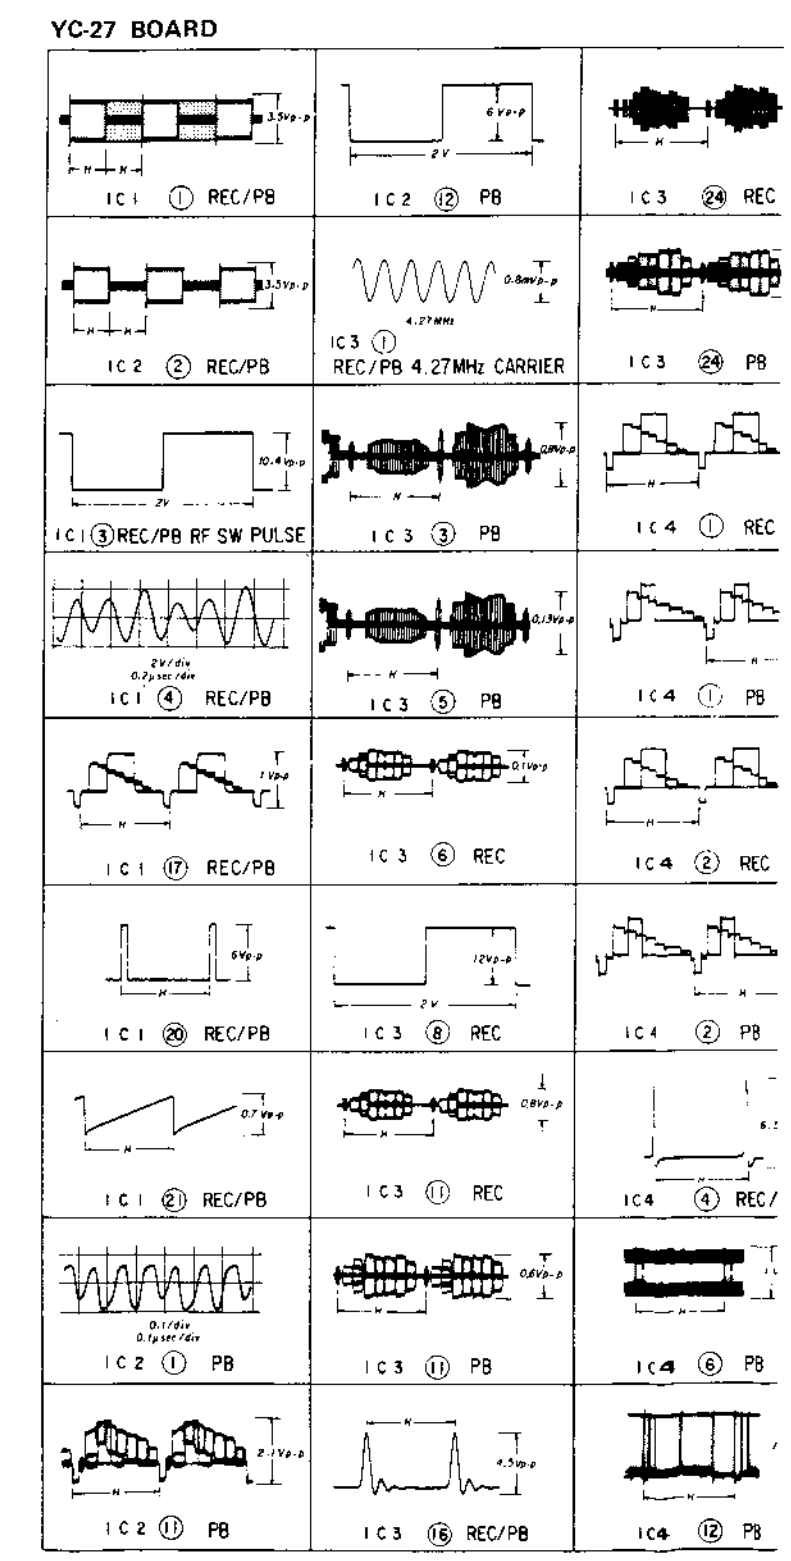 YC-27 BOARD
3.5Vp-p
H H
IC1 ① REC/PB
6Vp-p
2V
IC2 ⑫ PB
H
IC3 ㉔ REC
3.5Vp-p
H H
IC2 ② REC/PB
0.8mVp-p
4.27MHz
IC3 ①
REC/PB 4.27MHz CARRIER
H
IC3 ㉔ PB
10.4Vp-p
2V
IC1 ③ REC/PB RF SW PULSE
H
IC3 ③ PB
H
IC4 ① REC
2V/div
0.2μsec/div
IC1 ④ REC/PB
0.13Vp-p
H
IC3 ⑤ PB
H
IC4 ① PB
1Vp-p
H
IC1 ⑰ REC/PB
0.1Vp-p
H
IC3 ⑥ REC
H
IC4 ② REC
6Vp-p
H
IC1 ⑳ REC/PB
12Vp-p
2V
IC3 ⑧ REC
H
IC4 ② PB
0.7Vp-p
H
IC1 ㉑ REC/PB
0.8Vp-p
H
IC3 ⑪ REC
H
IC4 ④ REC/
0.1/div
0.1μsec/div
IC2 ① PB
0.6Vp-p
H
IC3 ⑪ PB
H
IC4 ⑥ PB
2.1Vp-p
H
IC2 ⑪ PB
H
4.5Vp-p
IC3 ⑯ REC/PB
H
IC4 ⑫ PB